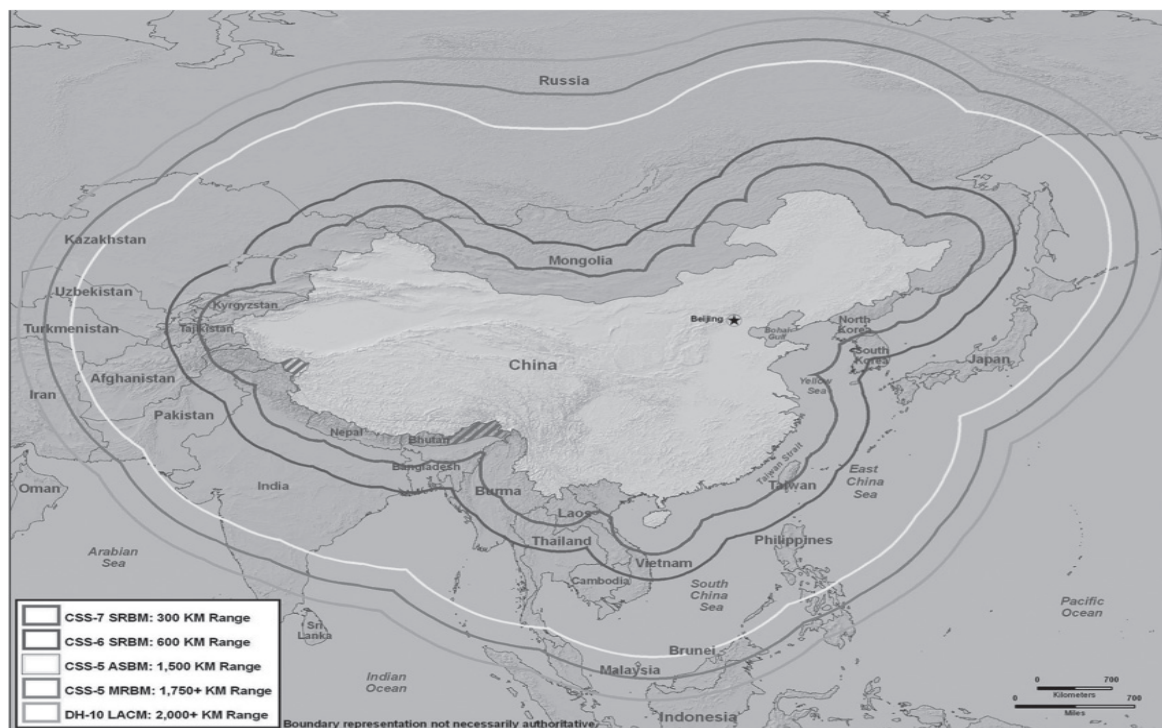 Russia
Kazakhstan
Mongolia
Uzbekistan
Kyrgyzstan
Turkmenistan
Tajikistan
Beijing
Bohai
Gulf
North
Korea
South
Korea
Japan
China
Afghanistan
Yellow
Sea
Iran
Pakistan
Nepal
Bhutan
Taiwan Strait
Bangladesh
East
China
Sea
Oman
India
Burma
Taiwan
Laos
Thailand
Philippines
Arabian
Sea
Vietnam
Cambodia
South
China
Sea
Pacific
Ocean
Sri
Lanka
Brunei
Malaysia
Indian
Ocean
Indonesia
CSS-7 SRBM: 300 KM Range
CSS-6 SRBM: 600 KM Range
CSS-5 ASBM: 1,500 KM Range
CSS-5 MRBM: 1,750+ KM Range
DH-10 LACM: 2,000+ KM Range
Boundary representation not necessarily authoritative.
0 700
Kilometers
0 700
Miles